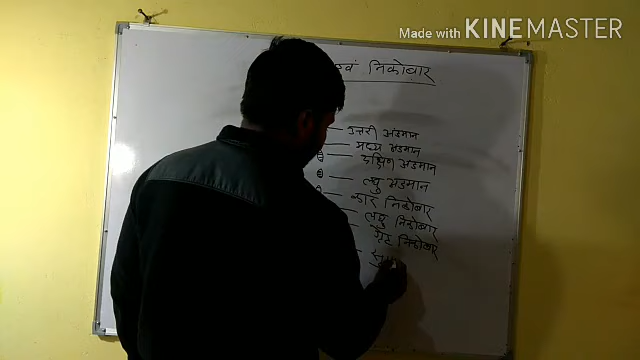 Made with KINEMASTER
एवं निकोबार
उत्तरी अंडमान
मध्य अंडमान
दक्षिण अंडमान
लघु अंडमान
कार निकोबार
लघु निकोबार
ग्रेट निकोबार